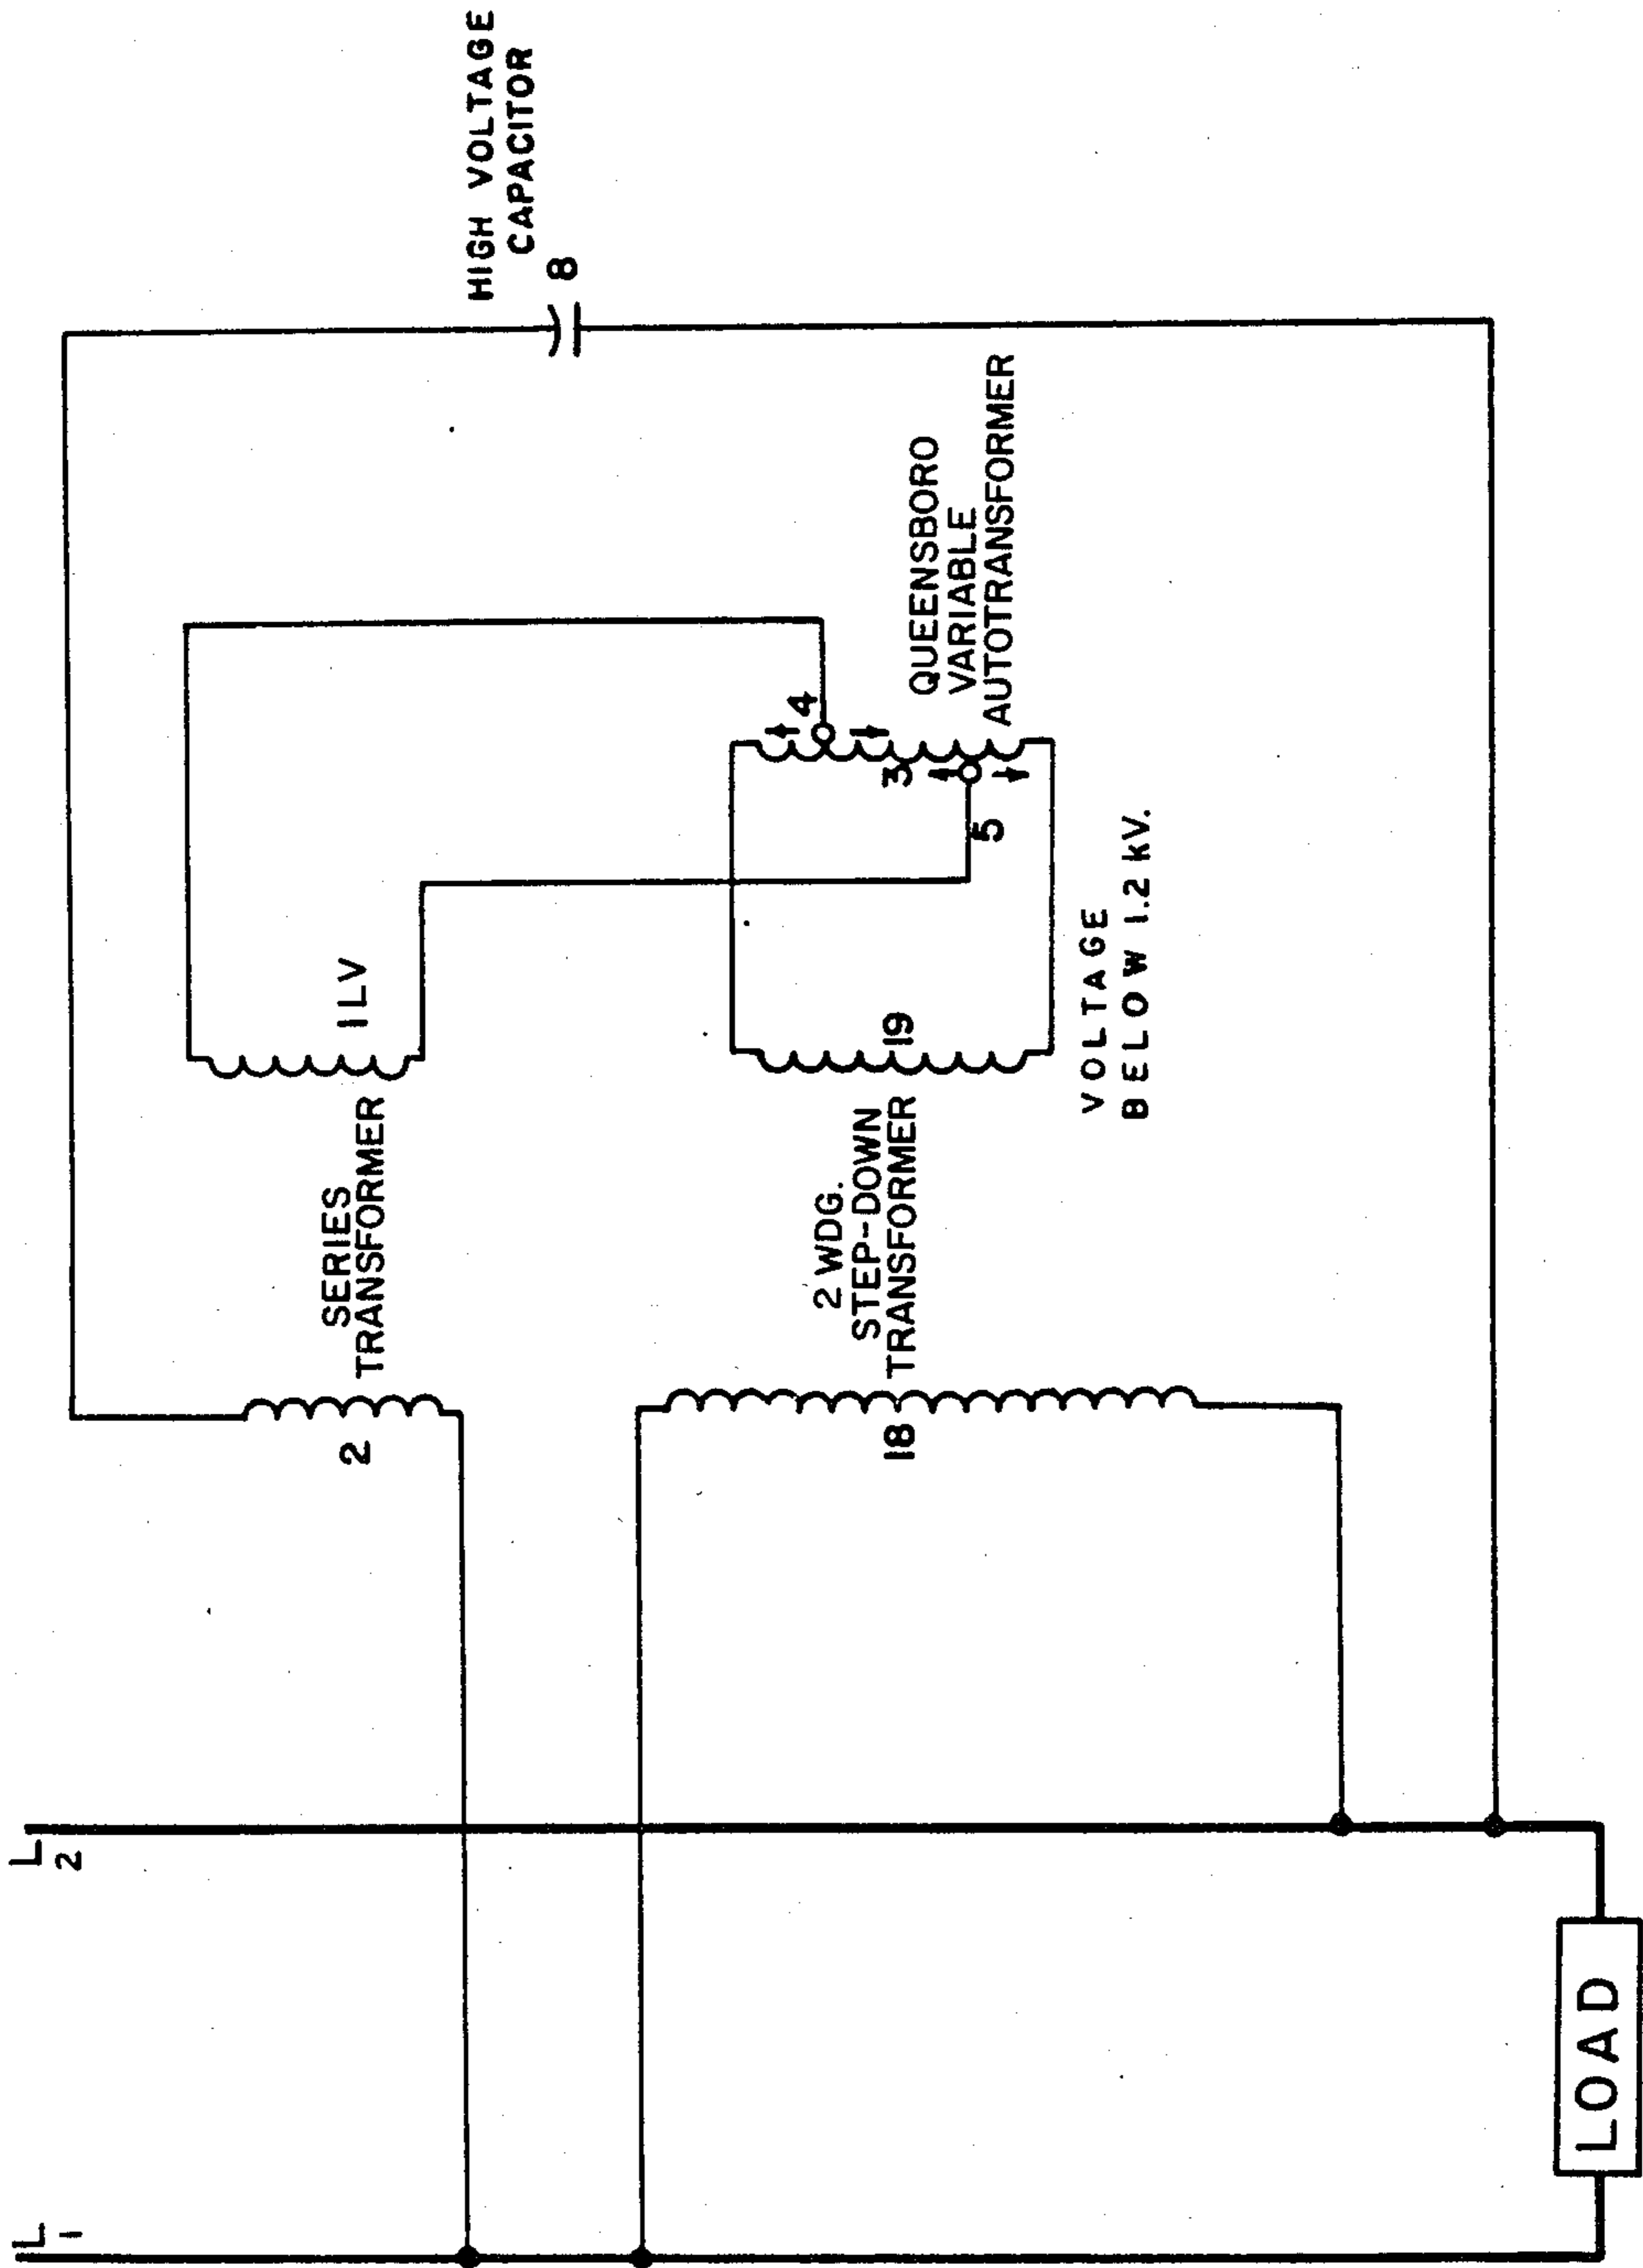 L1
L2
SERIES
TRANSFORMER
2
1LV
HIGH VOLTAGE
CAPACITOR
8
2 WDG.
STEP-DOWN
TRANSFORMER
18
19
3
4
5
QUEENSBORO
VARIABLE
AUTOTRANSFORMER
VOLTAGE
BELOW 1.2 kV.
LOAD